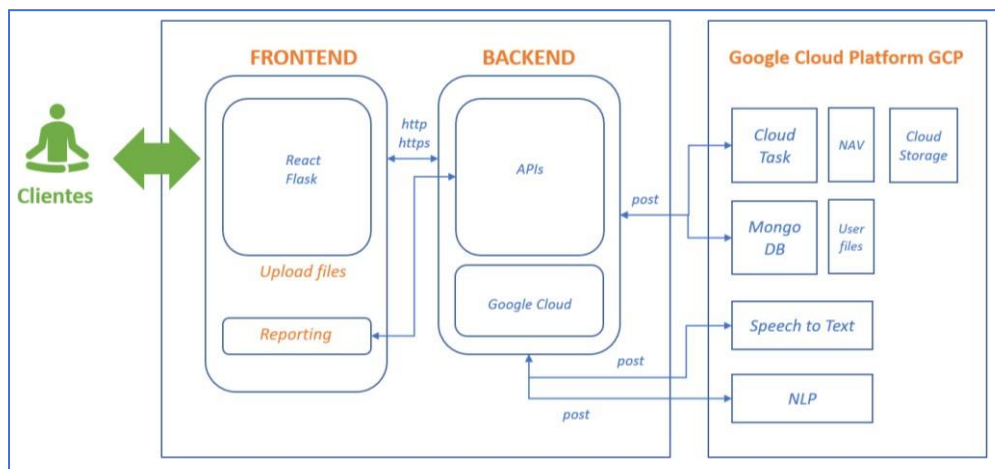 FRONTEND
BACKEND
Google Cloud Platform GCP
Clientes
React
Flask
Upload files
Reporting
http
https
APIs
Google Cloud
post
post
post
Cloud
Task
NAV
Cloud
Storage
Mongo
DB
User
files
Speech to Text
NLP